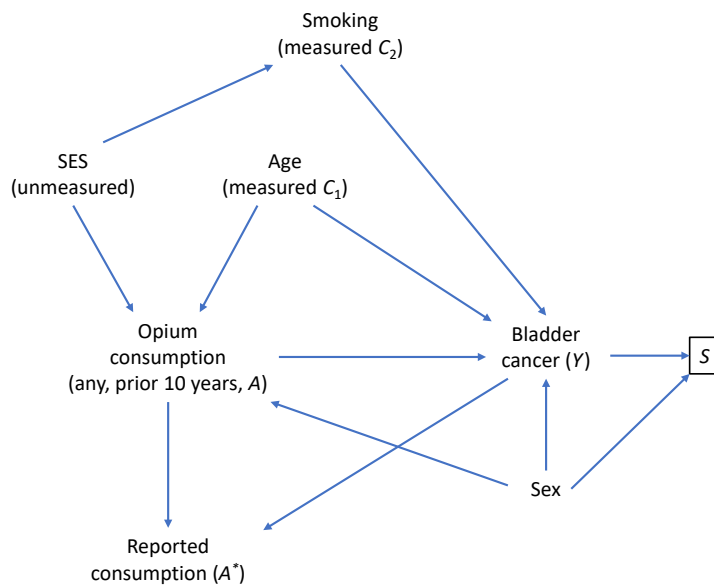 Smoking
(measured C2)
SES
(unmeasured)
Age
(measured C1)
Opium
consumption
(any, prior 10 years, A)
Bladder
cancer (Y)
S
Sex
Reported
consumption (A*)